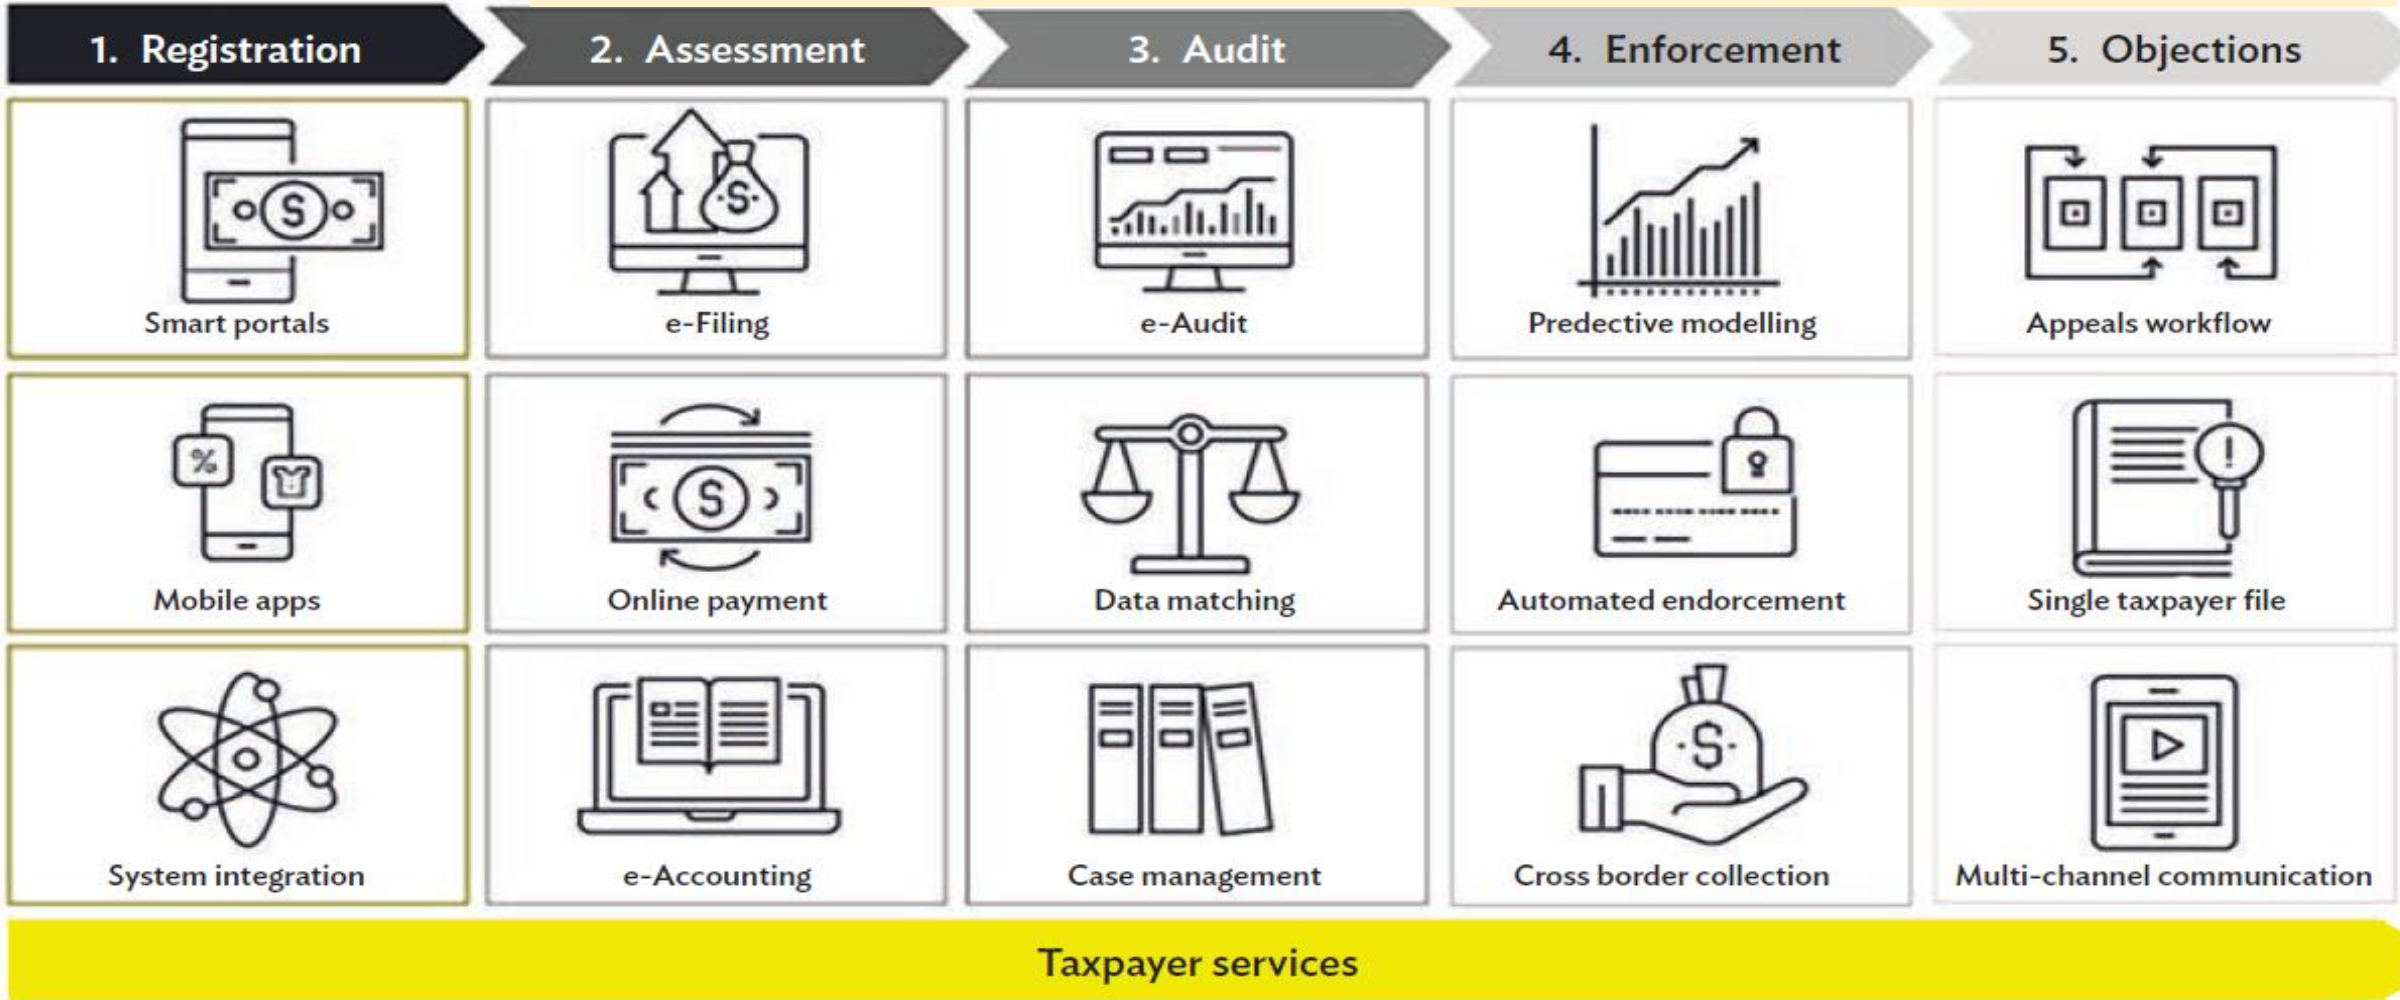 1. Registration
2. Assessment
3. Audit
4. Enforcement
5. Objections
Smart portals
e-Filing
e-Audit
Predective modelling
Appeals workflow
Mobile apps
Online payment
Data matching
Automated endorcement
Single taxpayer file
System integration
e-Accounting
Case management
Cross border collection
Multi-channel communication
Taxpayer services